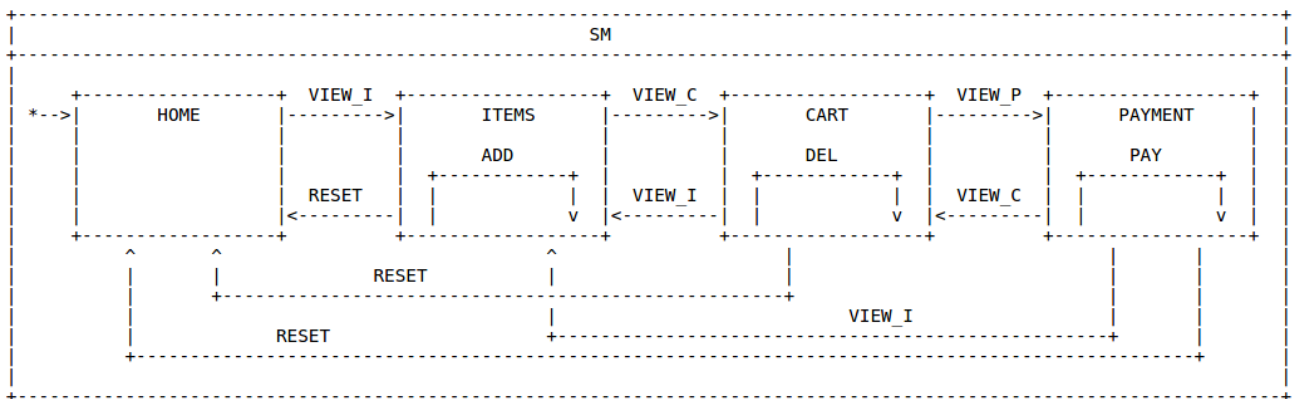 SM
VIEW_I VIEW_C VIEW_P
*--> HOME ITEMS CART PAYMENT
ADD DEL PAY
RESET VIEW_I VIEW_C
RESET
VIEW_I
RESET